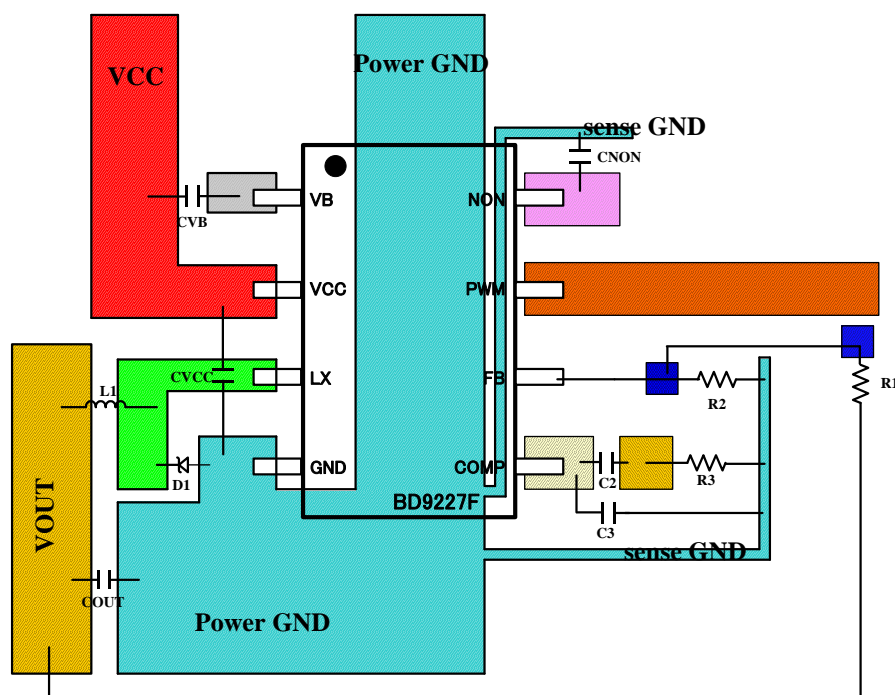 Power GND
VCC
sense GND
CNON
VB
NON
CVB
VCC
PWM
LX
CVCC
FB
L1
R1
R2
GND
COMP
D1
C2
R3
BD9227F
VOUT
C3
sense GND
COUT
Power GND